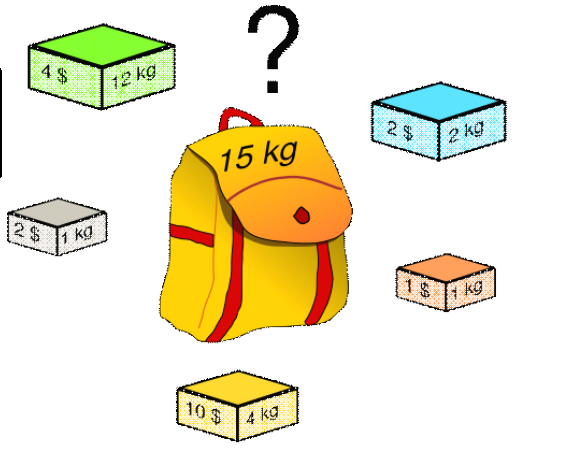 ?
4 $ 12 kg
15 kg
2 $ 2 kg
2 $ 1 kg
1 $ 1 kg
10 $ 4 kg